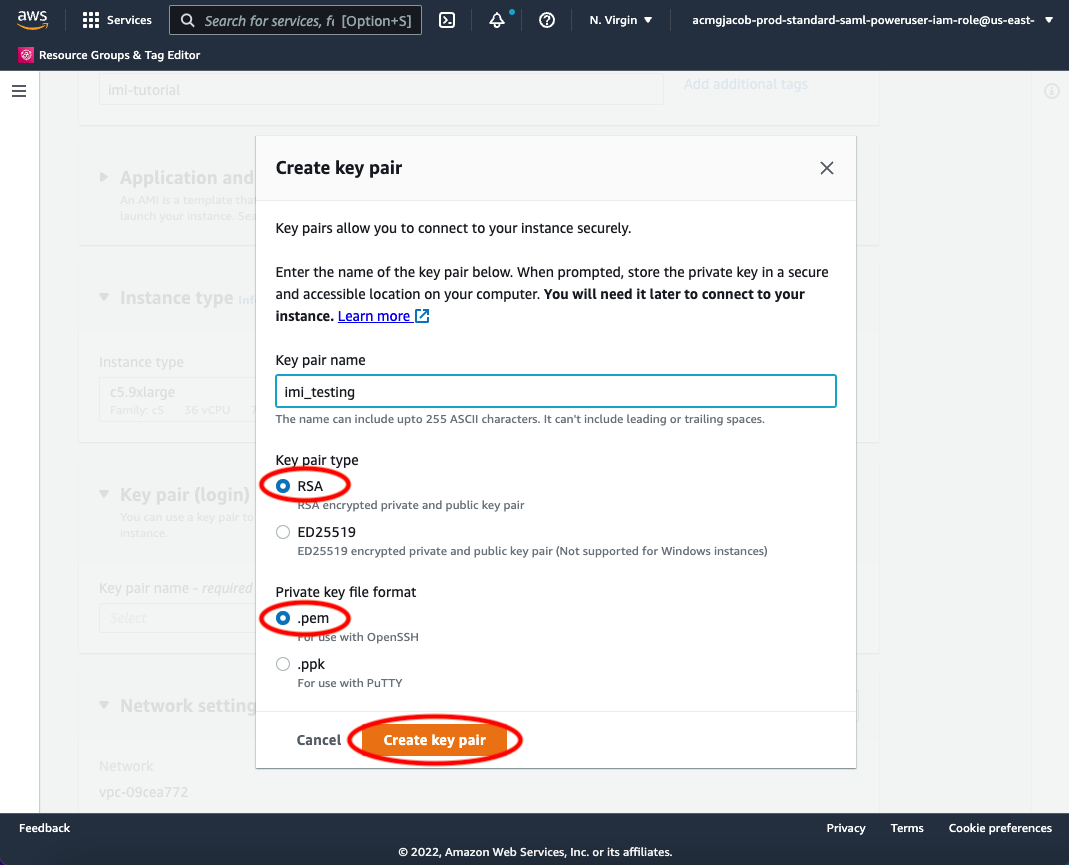 aws
Services
Search for services, f [Option+S]
N. Virgin
acmgjacob-prod-standard-saml-poweruser-iam-role@us-east-
Resource Groups & Tag Editor
imi-tutorial
Add additional tags
Application and
An AMI is a template tha
launch your instance. Sea
Instance type Inf
Instance type
c5.9xlarge
Family: c5 36 vCPU
Key pair (login)
You can use a key pair to
instance.
Key pair name - required
Select
Network setting
Network
vpc-09cea772
Create key pair
Key pairs allow you to connect to your instance securely.
Enter the name of the key pair below. When prompted, store the private key in a secure
and accessible location on your computer. You will need it later to connect to your
instance. Learn more
Key pair name
imi_testing
The name can include upto 255 ASCII characters. It can't include leading or trailing spaces.
Key pair type
RSA
RSA encrypted private and public key pair
ED25519
ED25519 encrypted private and public key pair (Not supported for Windows instances)
Private key file format
.pem
For use with OpenSSH
.ppk
For use with PuTTY
Cancel
Create key pair
Feedback
Privacy
Terms
Cookie preferences
© 2022, Amazon Web Services, Inc. or its affiliates.